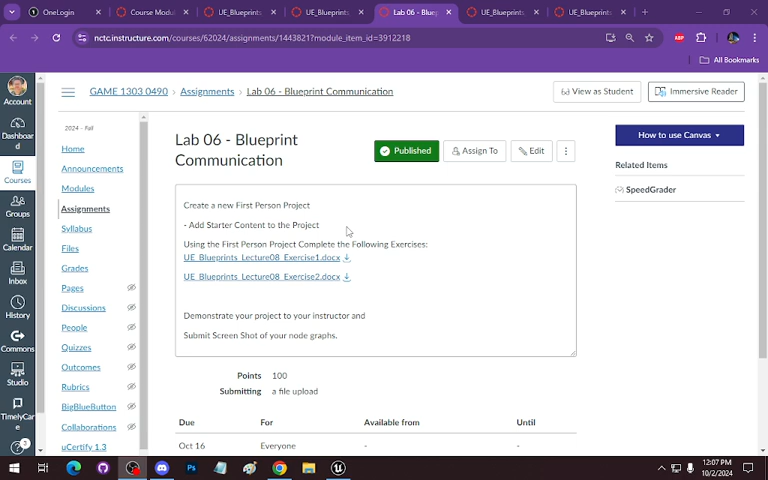 OneLogin
Course Modul
UE_Blueprints
UE_Blueprints
Lab 06 - Bluep
UE_Blueprints
UE_Blueprints
nctc.instructure.com/courses/62024/assignments/1443821?module_item_id=3912218
All Bookmarks
Account
Dashboar
d
Courses
Groups
Calendar
Inbox
History
Commons
Studio
TimelyCar
e
3
GAME 1303 0490 > Assignments > Lab 06 - Blueprint Communication
View as Student
Immersive Reader
2024 - Fall
Home
Announcements
Modules
Assignments
Syllabus
Files
Grades
Pages
Discussions
People
Quizzes
Outcomes
Rubrics
BigBlueButton
Collaborations
uCertify 1.3
Lab 06 - Blueprint
Communication
Published
Assign To
Edit
Create a new First Person Project
- Add Starter Content to the Project
Using the First Person Project Complete the Following Exercises:
UE_Blueprints_Lecture08_Exercise1.docx
UE_Blueprints_Lecture08_Exercise2.docx
Demonstrate your project to your instructor and
Submit Screen Shot of your node graphs.
Points 100
Submitting a file upload
Due For Available from Until
Oct 16 Everyone - -
How to use Canvas
Related Items
SpeedGrader
12:07 PM
10/2/2024